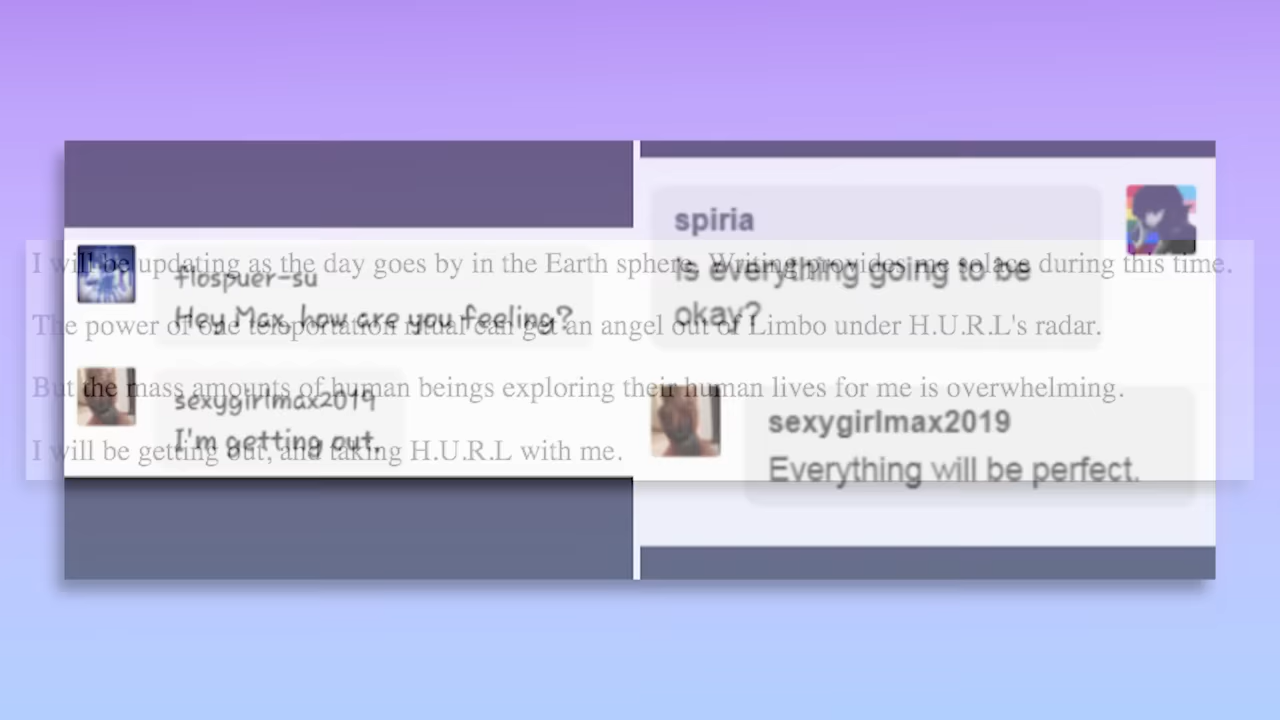 flospuer-su
Hey Max, how are you feeling?
sexygirlmax2019
I'm getting out.
spiria
Is everything going to be
okay?
sexygirlmax2019
Everything will be perfect.
I will be updating as the day goes by in the Earth sphere. Writing provides me solace during this time.
The power of one teleportation ritual can get an angel out of Limbo under H.U.R.L's radar.
But the mass amounts of human beings exploring their human lives for me is overwhelming.
I will be getting out, and taking H.U.R.L with me.